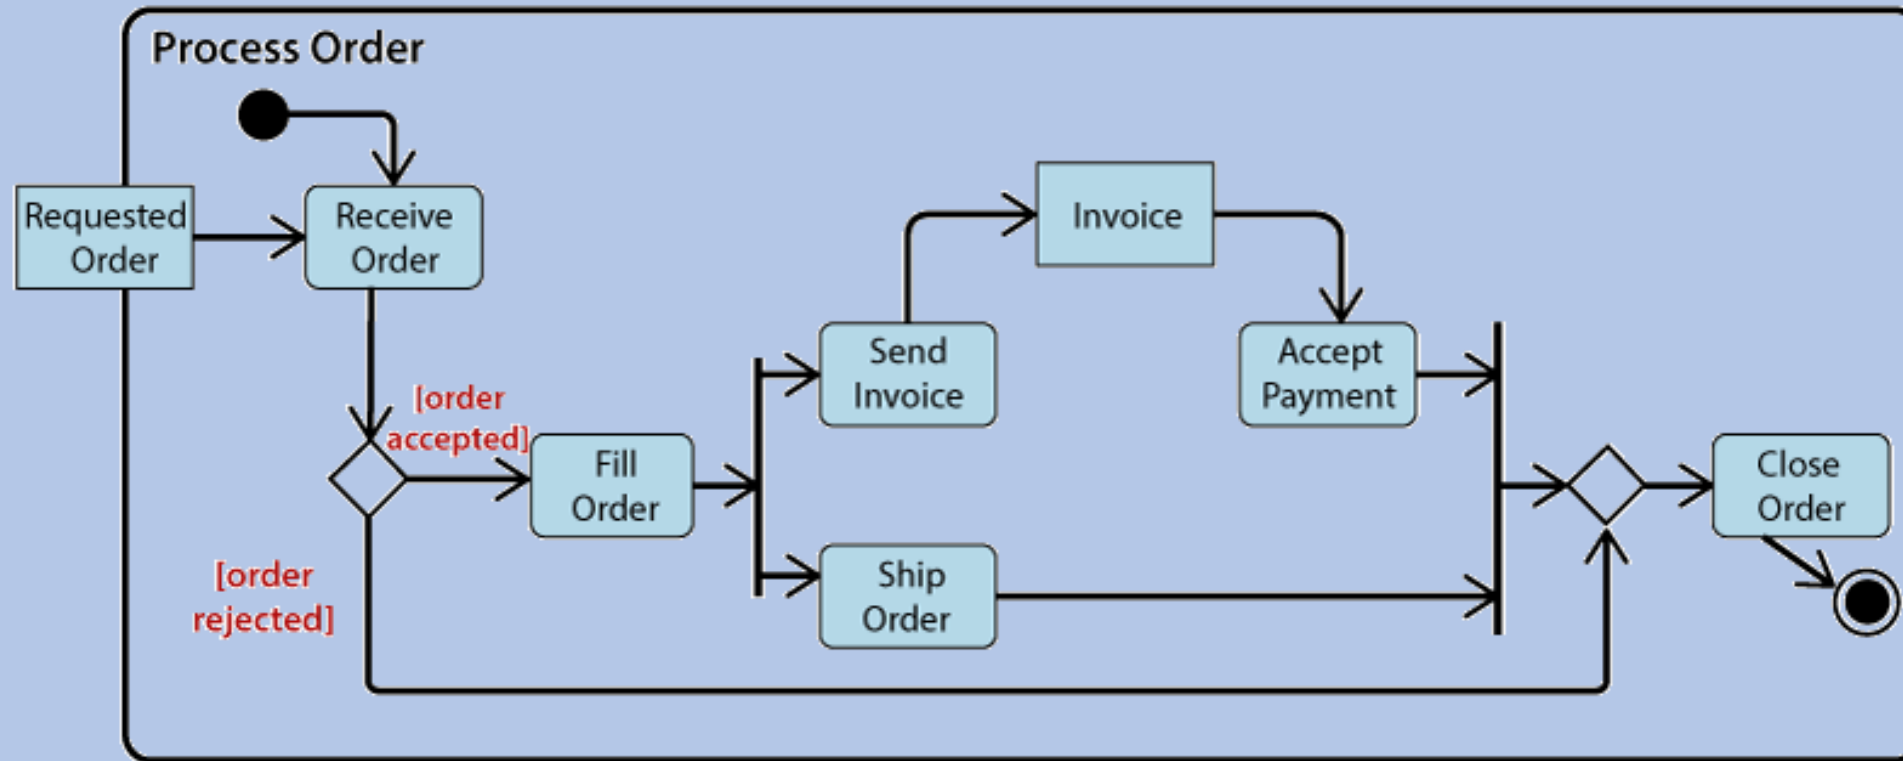 Process Order
Requested
Order
Receive
Order
Invoice
Send
Invoice
Accept
Payment
[order
accepted]
Fill
Order
Close
Order
[order
rejected]
Ship
Order